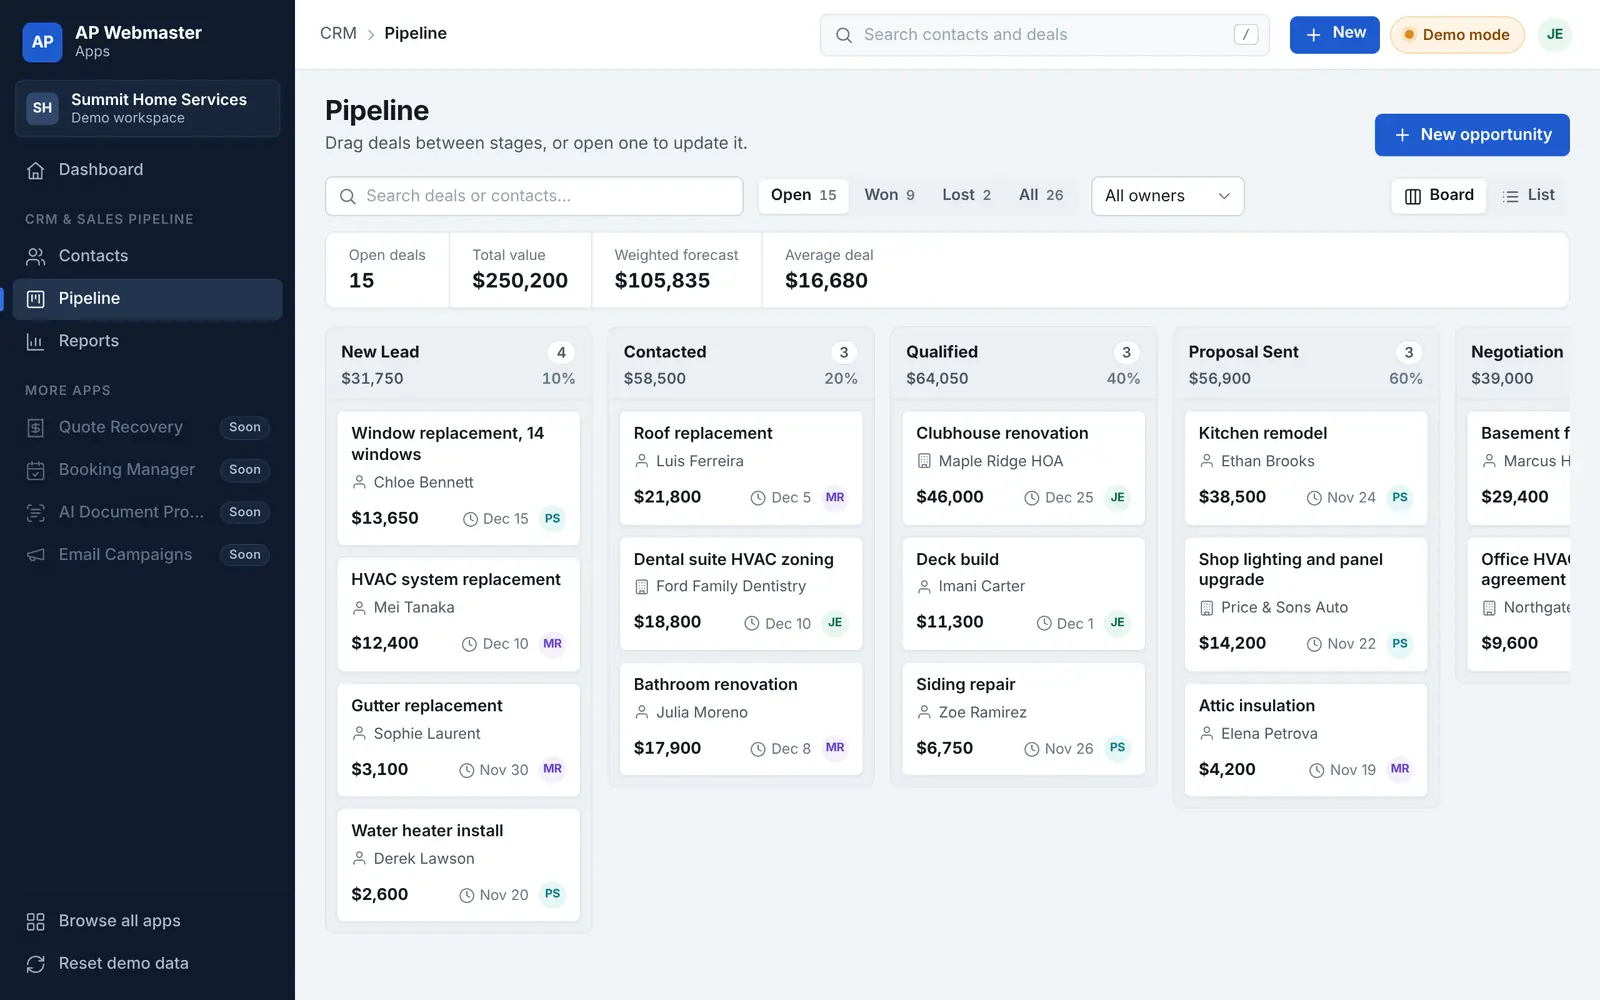 AP
AP Webmaster
Apps
SH
Summit Home Services
Demo workspace
Dashboard
CRM & SALES PIPELINE
Contacts
Pipeline
Reports
MORE APPS
Quote Recovery Soon
Booking Manager Soon
AI Document Pro... Soon
Email Campaigns Soon
Browse all apps
Reset demo data
CRM > Pipeline
Search contacts and deals /
+ New
Demo mode
JE
Pipeline
Drag deals between stages, or open one to update it.
+ New opportunity
Search deals or contacts...
Open 15 Won 9 Lost 2 All 26
All owners
Board List
Open deals
15
Total value
$250,200
Weighted forecast
$105,835
Average deal
$16,680
New Lead 4
$31,750 10%
Window replacement, 14
windows
Chloe Bennett
$13,650 Dec 15 PS
HVAC system replacement
Mei Tanaka
$12,400 Dec 10 MR
Gutter replacement
Sophie Laurent
$3,100 Nov 30 MR
Water heater install
Derek Lawson
$2,600 Nov 20 PS
Contacted 3
$58,500 20%
Roof replacement
Luis Ferreira
$21,800 Dec 5 MR
Dental suite HVAC zoning
Ford Family Dentistry
$18,800 Dec 10 JE
Bathroom renovation
Julia Moreno
$17,900 Dec 8 MR
Qualified 3
$64,050 40%
Clubhouse renovation
Maple Ridge HOA
$46,000 Dec 25 JE
Deck build
Imani Carter
$11,300 Dec 1 JE
Siding repair
Zoe Ramirez
$6,750 Nov 26 PS
Proposal Sent 3
$56,900 60%
Kitchen remodel
Ethan Brooks
$38,500 Nov 24 PS
Shop lighting and panel
upgrade
Price & Sons Auto
$14,200 Nov 22 PS
Attic insulation
Elena Petrova
$4,200 Nov 19 MR
Negotiation
$39,000
Basement f
Marcus H
$29,400
Office HVA
agreement
Northgate
$9,600